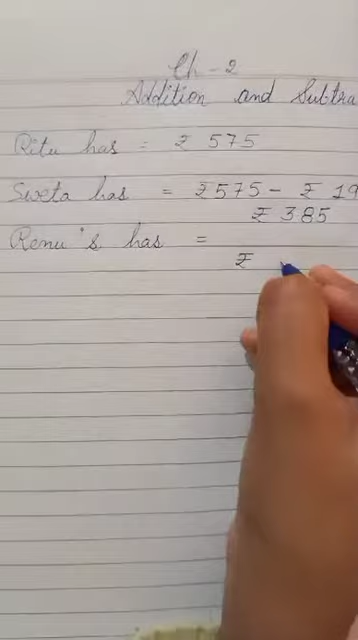 Ch - 2
Addition and Subtra
Ritu has = ₹ 575
Sweta has = ₹575 - ₹ 19
₹ 385
Renu's has =
₹